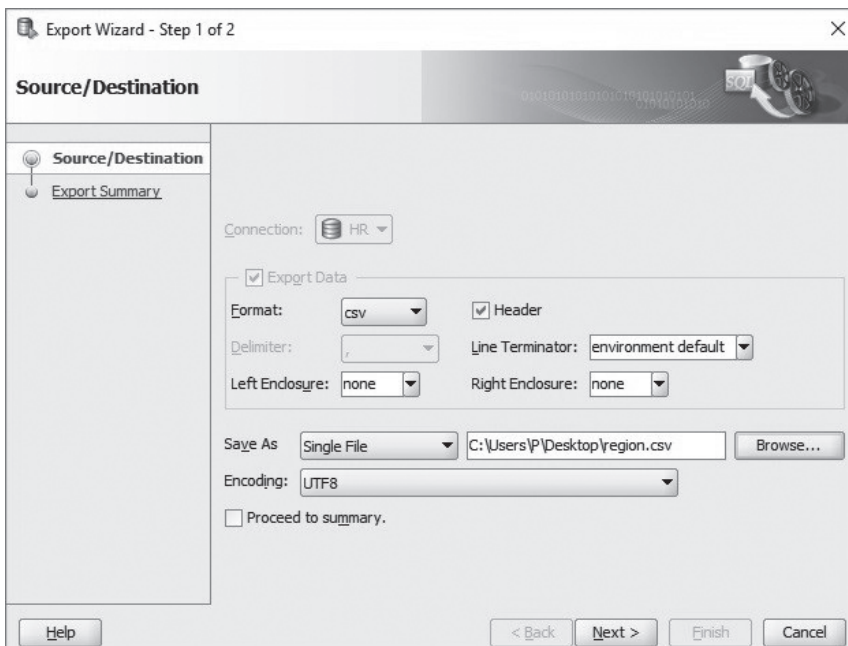 Export Wizard - Step 1 of 2
Source/Destination
SQL
Source/Destination
Export Summary
Connection: HR
Export Data
Format: csv Header
Delimiter: , Line Terminator: environment default
Left Enclosure: none Right Enclosure: none
Save As Single File C:\Users\P\Desktop\region.csv Browse...
Encoding: UTF8
Proceed to summary.
Help < Back Next > Finish Cancel